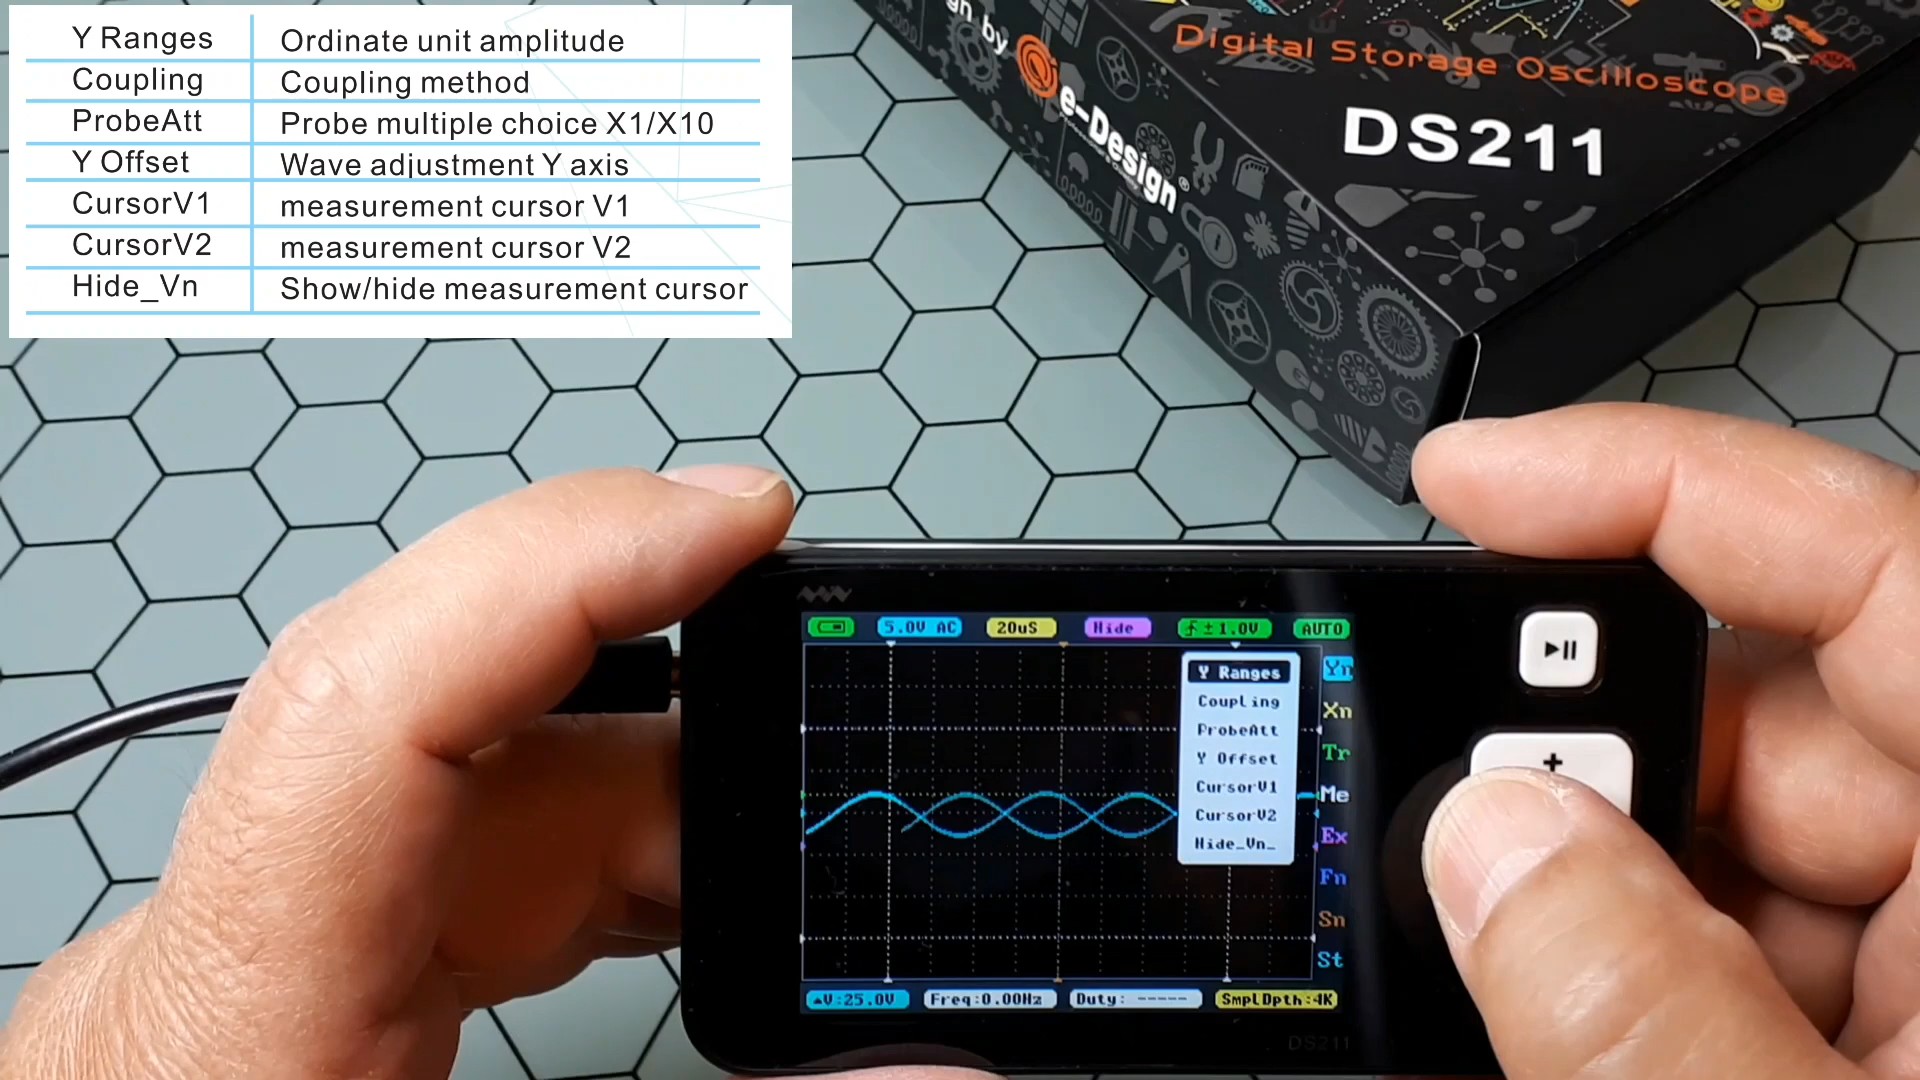 Y Ranges Ordinate unit amplitude
Coupling Coupling method
ProbeAtt Probe multiple choice X1/X10
Y Offset Wave adjustment Y axis
CursorV1 measurement cursor V1
CursorV2 measurement cursor V2
Hide_Vn Show/hide measurement cursor
gn by
e-Design®
Digital Storage Oscilloscope
DS211
5.0V AC 20uS Hide ±1.0V AUTO
Y Ranges
Coupling
ProbeAtt
Y Offset
CursorV1
CursorV2
Hide_Vn_
Yn
Xn
Tr
Me
Ex
Fn
Sn
St
▲V:25.0V Freq:0.00Hz Duty: ----- SmplDpth:4K
DS211
+